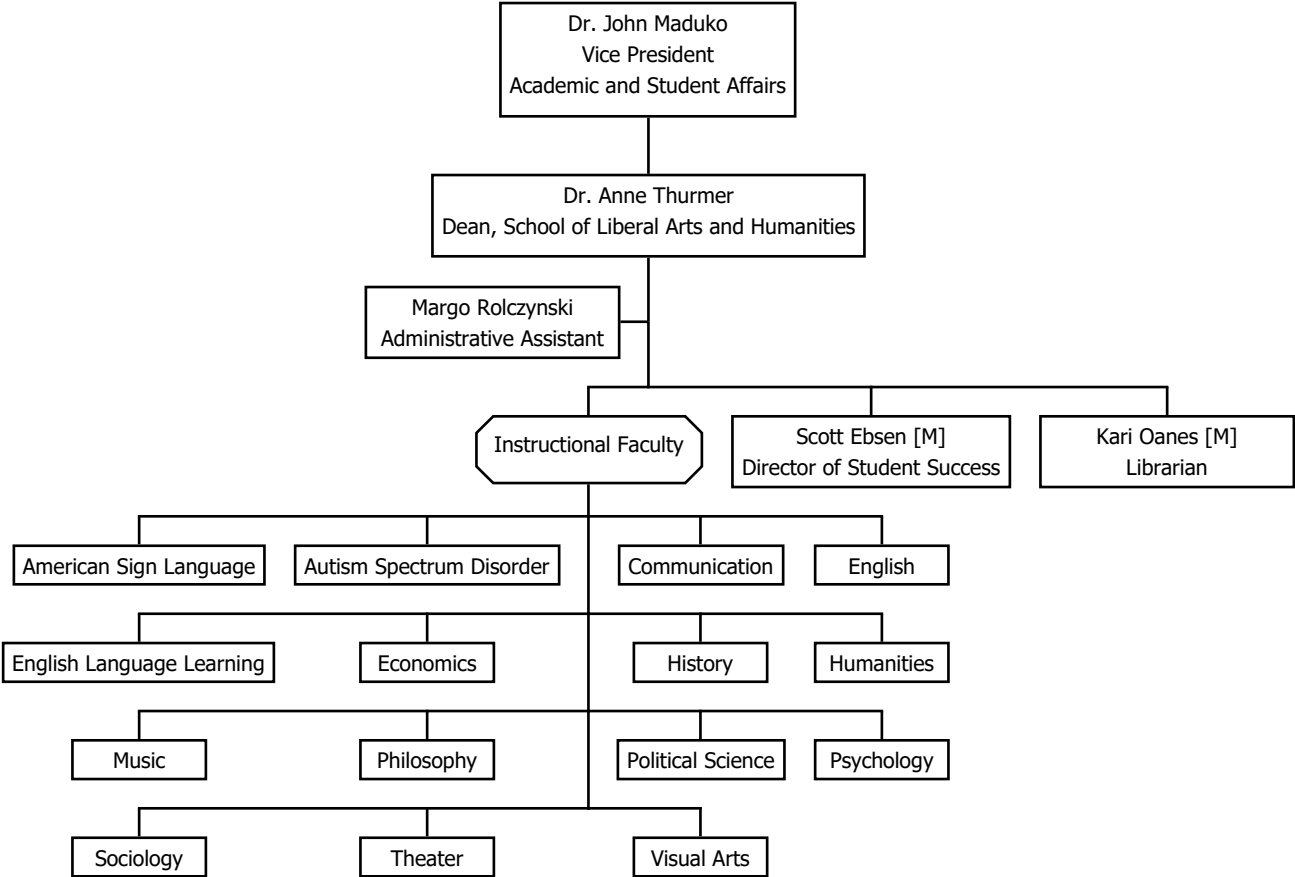 Dr. John Maduko
Vice President
Academic and Student Affairs
Dr. Anne Thurmer
Dean, School of Liberal Arts and Humanities
Margo Rolczynski
Administrative Assistant
Instructional Faculty
Scott Ebsen [M]
Director of Student Success
Kari Oanes [M]
Librarian
American Sign Language
Autism Spectrum Disorder
Communication
English
English Language Learning
Economics
History
Humanities
Music
Philosophy
Political Science
Psychology
Sociology
Theater
Visual Arts